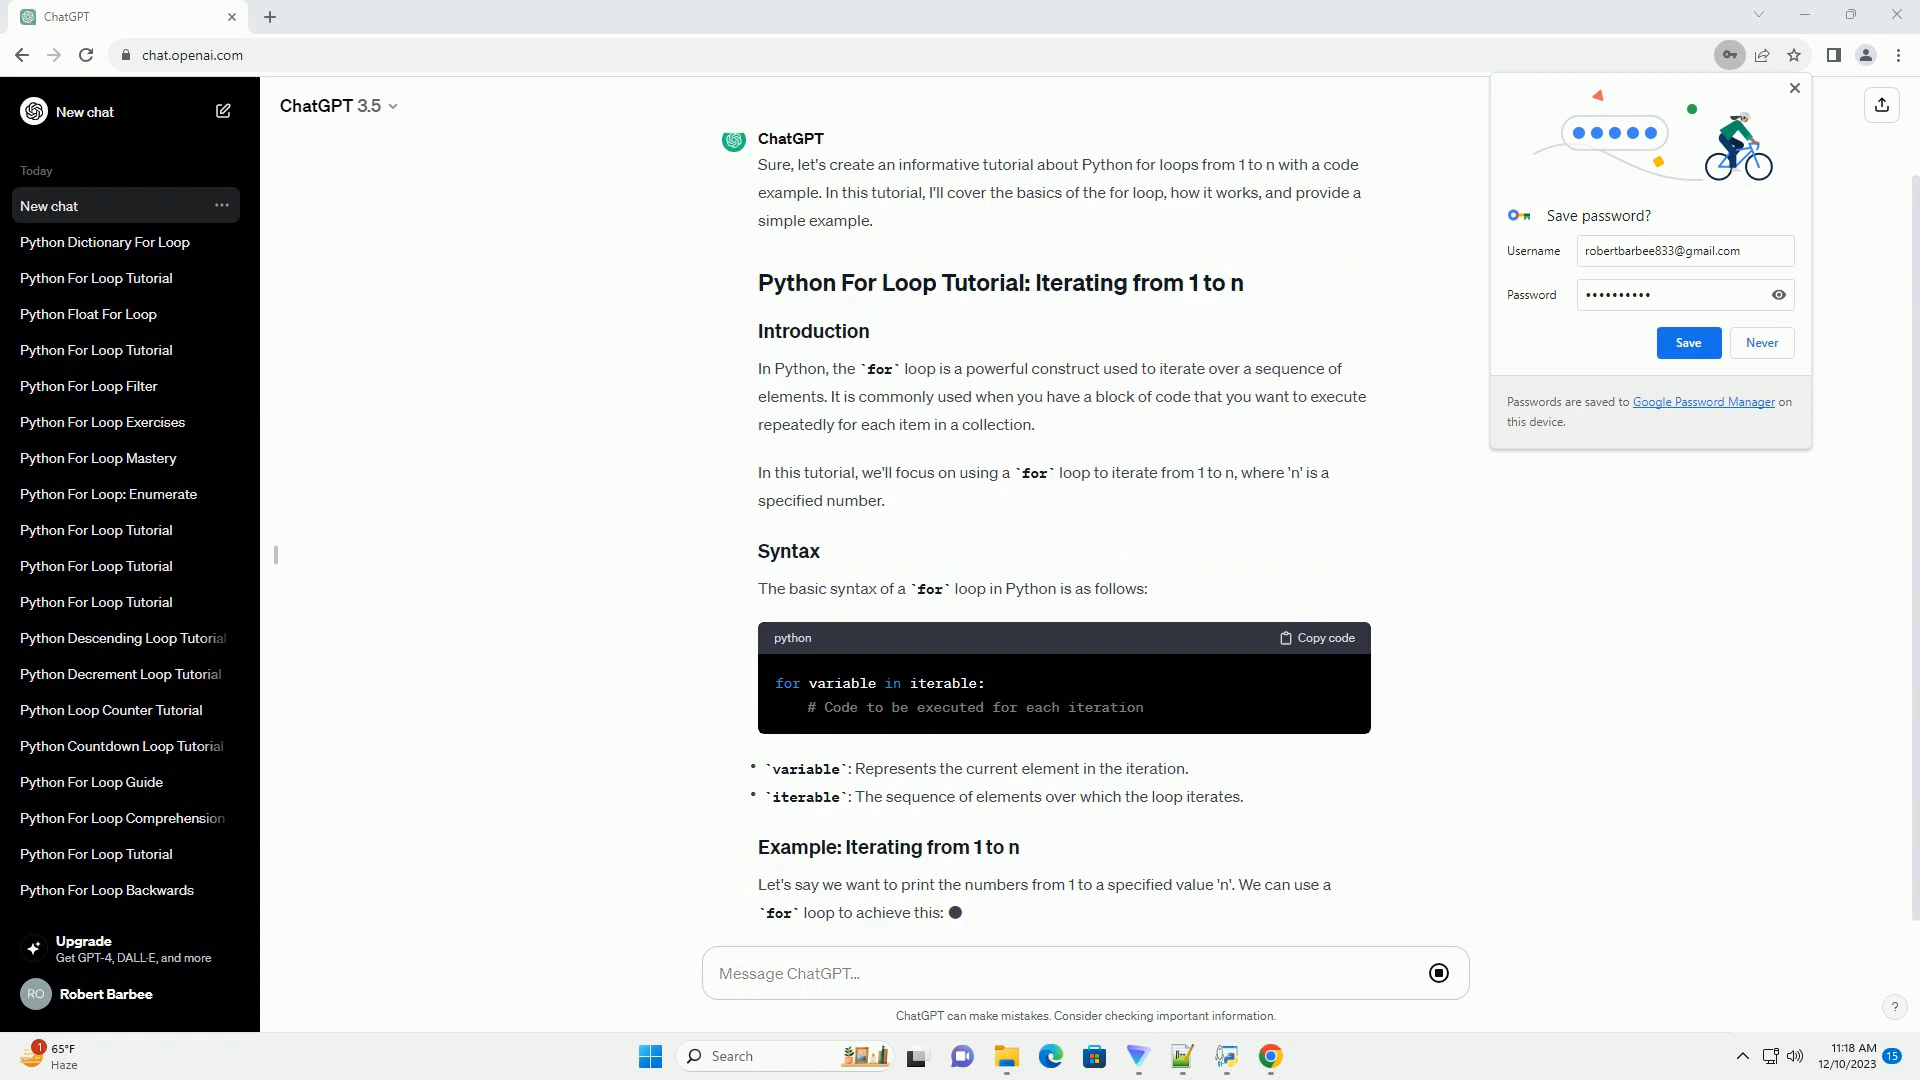 ChatGPT
chat.openai.com
New chat
Today
New chat
Python Dictionary For Loop
Python For Loop Tutorial
Python Float For Loop
Python For Loop Tutorial
Python For Loop Filter
Python For Loop Exercises
Python For Loop Mastery
Python For Loop: Enumerate
Python For Loop Tutorial
Python For Loop Tutorial
Python For Loop Tutorial
Python Descending Loop Tutorial
Python Decrement Loop Tutorial
Python Loop Counter Tutorial
Python Countdown Loop Tutorial
Python For Loop Guide
Python For Loop Comprehension
Python For Loop Tutorial
Python For Loop Backwards
Upgrade
Get GPT-4, DALL·E, and more
RO
Robert Barbee
ChatGPT 3.5
ChatGPT
Sure, let's create an informative tutorial about Python for loops from 1 to n with a code
example. In this tutorial, I'll cover the basics of the for loop, how it works, and provide a
simple example.
Python For Loop Tutorial: Iterating from 1 to n
Introduction
In Python, the `for` loop is a powerful construct used to iterate over a sequence of
elements. It is commonly used when you have a block of code that you want to execute
repeatedly for each item in a collection.
In this tutorial, we'll focus on using a `for` loop to iterate from 1 to n, where 'n' is a
specified number.
Syntax
The basic syntax of a `for` loop in Python is as follows:
python
Copy code
for variable in iterable:
# Code to be executed for each iteration
• `variable`: Represents the current element in the iteration.
• `iterable`: The sequence of elements over which the loop iterates.
Example: Iterating from 1 to n
Let's say we want to print the numbers from 1 to a specified value 'n'. We can use a
`for` loop to achieve this:
Message ChatGPT...
ChatGPT can make mistakes. Consider checking important information.
?
Save password?
Username
robertbarbee833@gmail.com
Password
••••••••••
Save
Never
Passwords are saved to Google Password Manager on
this device.
1
65°F
Haze
Search
11:18 AM
12/10/2023
15